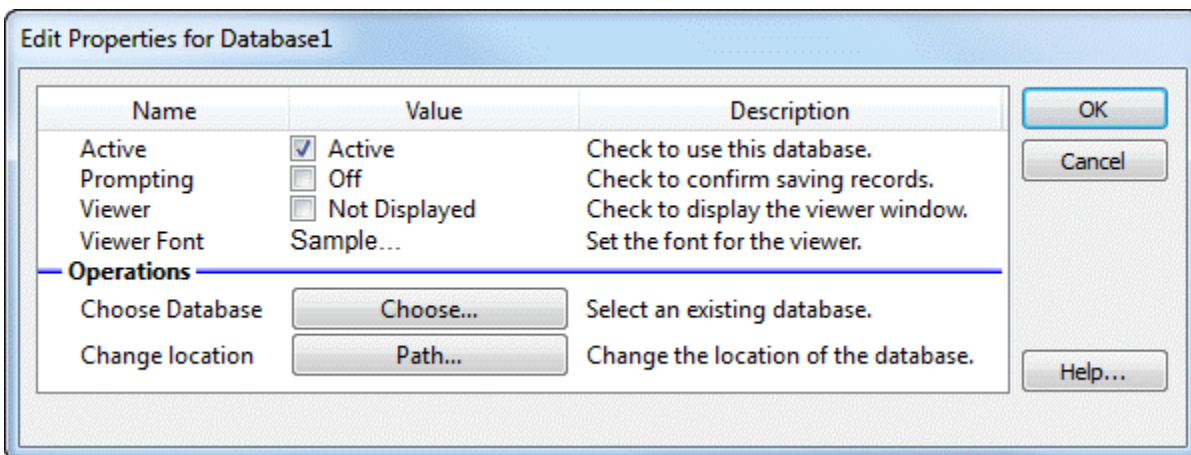 Edit Properties for Database1
Name Value Description OK
Active Active Check to use this database.
Prompting Off Check to confirm saving records. Cancel
Viewer Not Displayed Check to display the viewer window.
Viewer Font Sample... Set the font for the viewer.
Operations
Choose Database Choose... Select an existing database.
Change location Path... Change the location of the database.
Help...